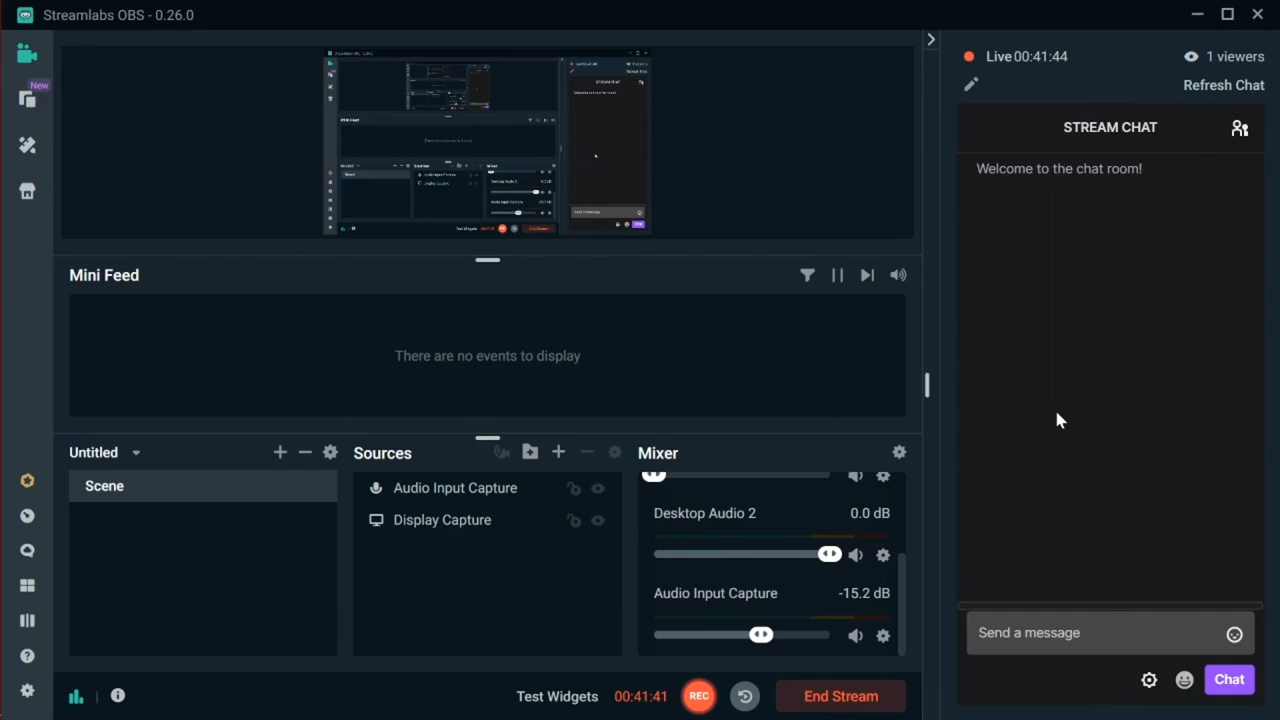 Streamlabs OBS - 0.26.0
New
Live 00:41:44
1 viewers
Refresh Chat
STREAM CHAT
Welcome to the chat room!
Mini Feed
There are no events to display
Untitled
Scene
Sources
Audio Input Capture
Display Capture
Mixer
Desktop Audio 2
0.0 dB
Audio Input Capture
-15.2 dB
Test Widgets
00:41:41
REC
End Stream
Send a message
Chat